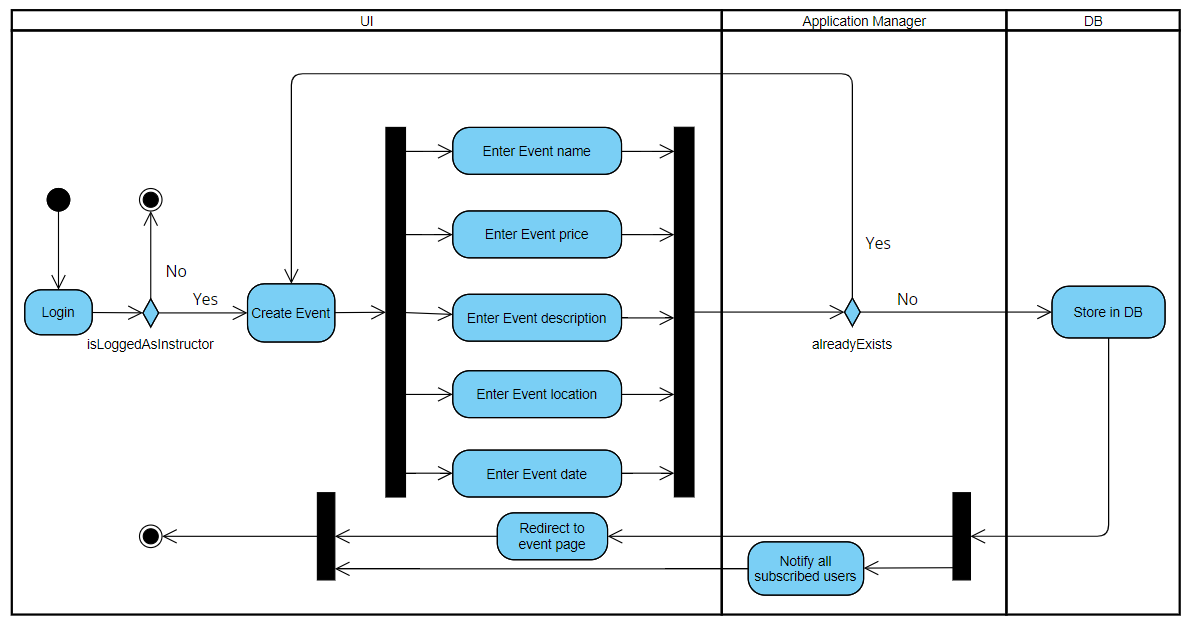 UI
Application Manager
DB
Enter Event name
Enter Event price
Yes
No
Yes
No
Login
Create Event
Enter Event description
Store in DB
isLoggedAsInstructor
alreadyExists
Enter Event location
Enter Event date
Redirect to
event page
Notify all
subscribed users